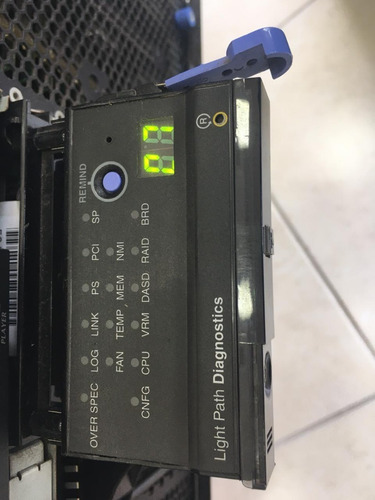 REMIND
OVER SPEC LOG LINK PS PCI SP
FAN TEMP MEM NMI
CNFG CPU VRM DASD RAID BRD
R
Light Path Diagnostics
PLAYER